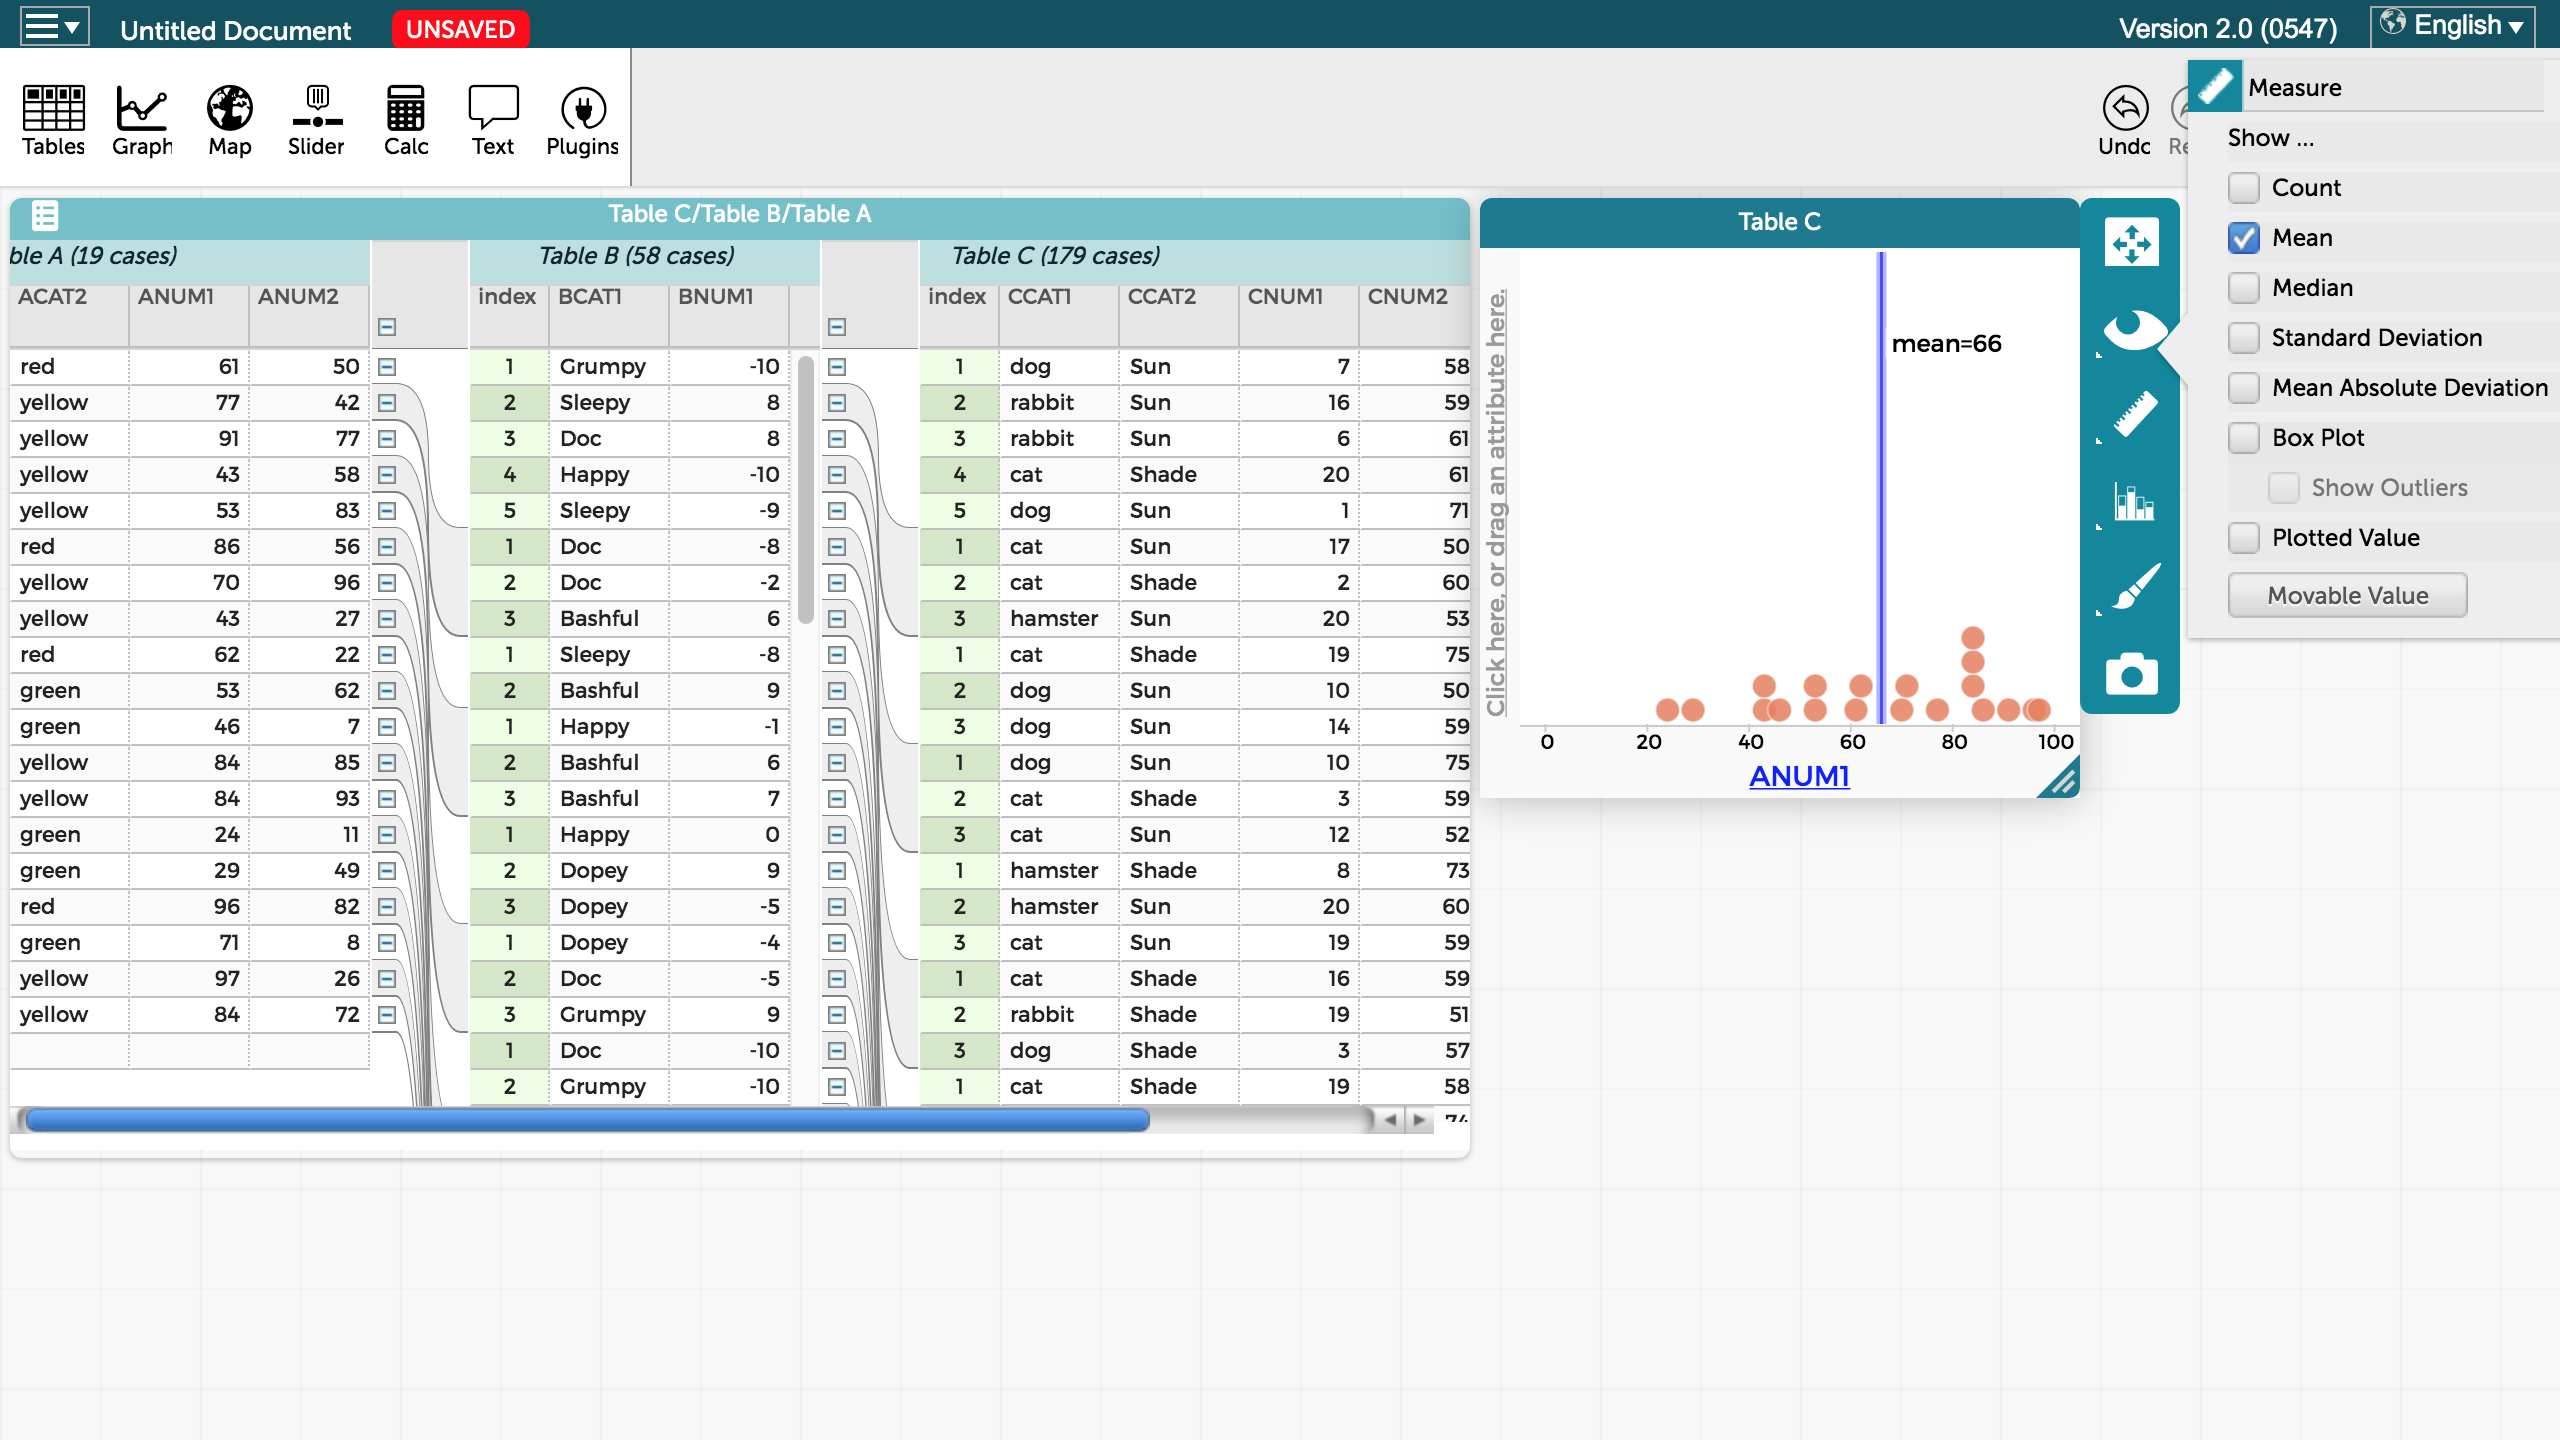 Untitled Document UNSAVED Version 2.0 (0547) English
Tables Graph Map Slider Calc Text Plugins Undo
Table C/Table B/Table A
ble A (19 cases) Table B (58 cases) Table C (179 cases)
ACAT2 ANUM1 ANUM2 index BCAT1 BNUM1 index CCAT1 CCAT2 CNUM1 CNUM2
red 61 50 1 Grumpy -10 1 dog Sun 7 58
yellow 77 42 2 Sleepy 8 2 rabbit Sun 16 59
yellow 91 77 3 Doc 8 3 rabbit Sun 6 61
yellow 43 58 4 Happy -10 4 cat Shade 20 61
yellow 53 83 5 Sleepy -9 5 dog Sun 1 71
red 86 56 1 Doc -8 1 cat Sun 17 50
yellow 70 96 2 Doc -2 2 cat Shade 2 60
yellow 43 27 3 Bashful 6 3 hamster Sun 20 53
red 62 22 1 Sleepy -8 1 cat Shade 19 75
green 53 62 2 Bashful 9 2 dog Sun 10 50
green 46 7 1 Happy -1 3 dog Sun 14 59
yellow 84 85 2 Bashful 6 1 dog Sun 10 75
yellow 84 93 3 Bashful 7 2 cat Shade 3 59
green 24 11 1 Happy 0 3 cat Sun 12 52
green 29 49 2 Dopey 9 1 hamster Shade 8 73
red 96 82 3 Dopey -5 2 hamster Sun 20 60
green 71 8 1 Dopey -4 3 cat Sun 19 59
yellow 97 26 2 Doc -5 1 cat Shade 16 59
yellow 84 72 3 Grumpy 9 2 rabbit Shade 19 51
1 Doc -10 3 dog Shade 3 57
2 Grumpy -10 1 cat Shade 19 58
74
Table C
Click here, or drag an attribute here.
mean=66
0 20 40 60 80 100
ANUM1
Measure
Show ...
Count
Mean
Median
Standard Deviation
Mean Absolute Deviation
Box Plot
Show Outliers
Plotted Value
Movable Value